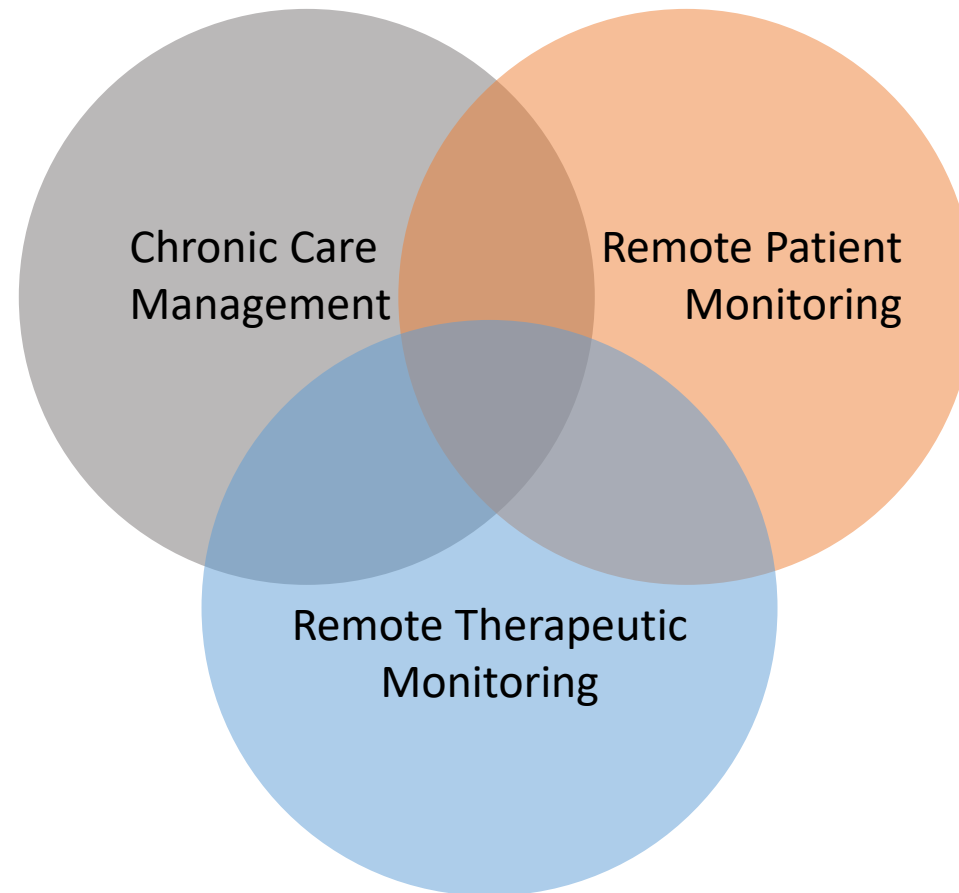 Chronic Care
Management
Remote Patient
Monitoring
Remote Therapeutic
Monitoring